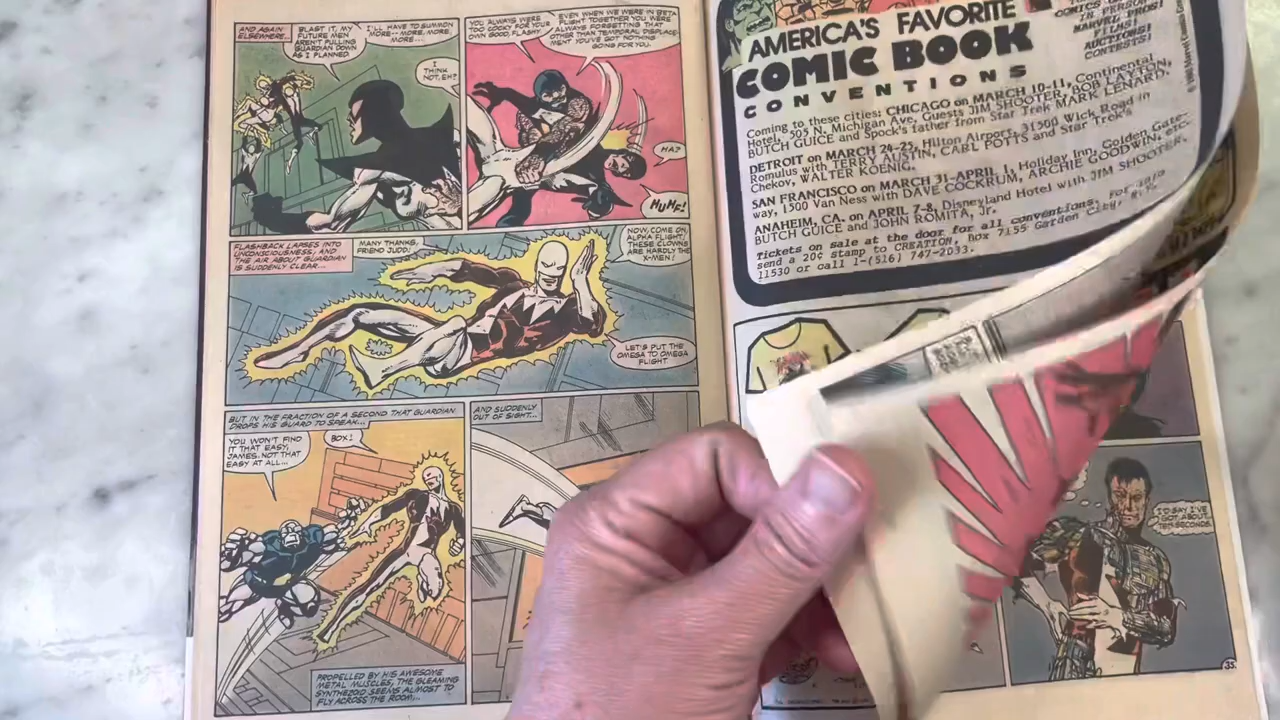 AND AGAIN
ELSEWHERE...
BLAST IT, MY
FUTURE MEN
AREN'T PULLING
GUARDIAN DOWN
AS I PLANNED.
I'LL HAVE TO SUMMON
MORE--MORE, MORE,
MORE...
I
THINK
NOT, EH?
YOU ALWAYS WERE
TOO COCKY FOR YOUR
OWN GOOD, FLASH!
EVEN WHEN WE WERE IN BETA
FLIGHT TOGETHER YOU WERE
ALWAYS FORGETTING THAT
OTHER THAN TEMPORAL DISPLACE-
MENT YOU'VE GOT NOTHING
GOING FOR YOU.
HA?
MUMF!
FLASHBACK LAPSES INTO
UNCONSCIOUSNESS AND
THE AIR ABOUT GUARDIAN
IS SUDDENLY CLEAR...
MANY THANKS,
FRIEND JUDD!
NOW, COME ON
ALPHA FLIGHT,
THESE CLOWNS
ARE HARDLY
THE X-MEN!
LET'S PUT THE
OMEGA TO OMEGA
FLIGHT
BUT IN THE FRACTION OF A SECOND THAT GUARDIAN
DROPS HIS GUARD TO SPEAK...
YOU WON'T FIND
IT THAT EASY,
JAMES. NOT THAT
EASY AT ALL...
BOX!
PROPELLED BY HIS AWESOME
METAL MUSCLES, THE GLEAMING
SYNTHEZOID SEEMS ALMOST TO
FLY ACROSS THE ROOM...
AND SUDDENLY
OUT OF SIGHT...
AMERICA'S FAVORITE
COMIC BOOK
CONVENTIONS
IN PERSON!
MARVEL PROS!
FILMS!
AUCTIONS!
CONTESTS!
Coming to these cities: CHICAGO on MARCH 10-11, Continental
Hotel, 505 N. Michigan Ave. Guests JIM SHOOTER, BOB LAYTON,
BUTCH GUICE and Spock's father from Star Trek MARK LENARD.
DETROIT on MARCH 24-25, Hilton Airport, 31500 Wick Road in
Romulus with TERRY AUSTIN, CARL POTTS and Star Trek's
Chekov, WALTER KOENIG.
SAN FRANCISCO on MARCH 31-APRIL 1, Holiday Inn, Golden Gate-
way, 1500 Van Ness with DAVE COCKRUM, ARCHIE GOODWIN, etc.
ANAHEIM, CA. on APRIL 7-8, Disneyland Hotel with JIM SHOOTER,
BUTCH GUICE and JOHN ROMITA, Jr.
Tickets on sale at the door for all conventions. For info
send a 20¢ stamp to CREATION, Box 7155 Garden City, N.Y.
11530 or call 1-(516) 747-2033.
I'D SAY I'VE
ABOUT
TEN SECONDS.
35